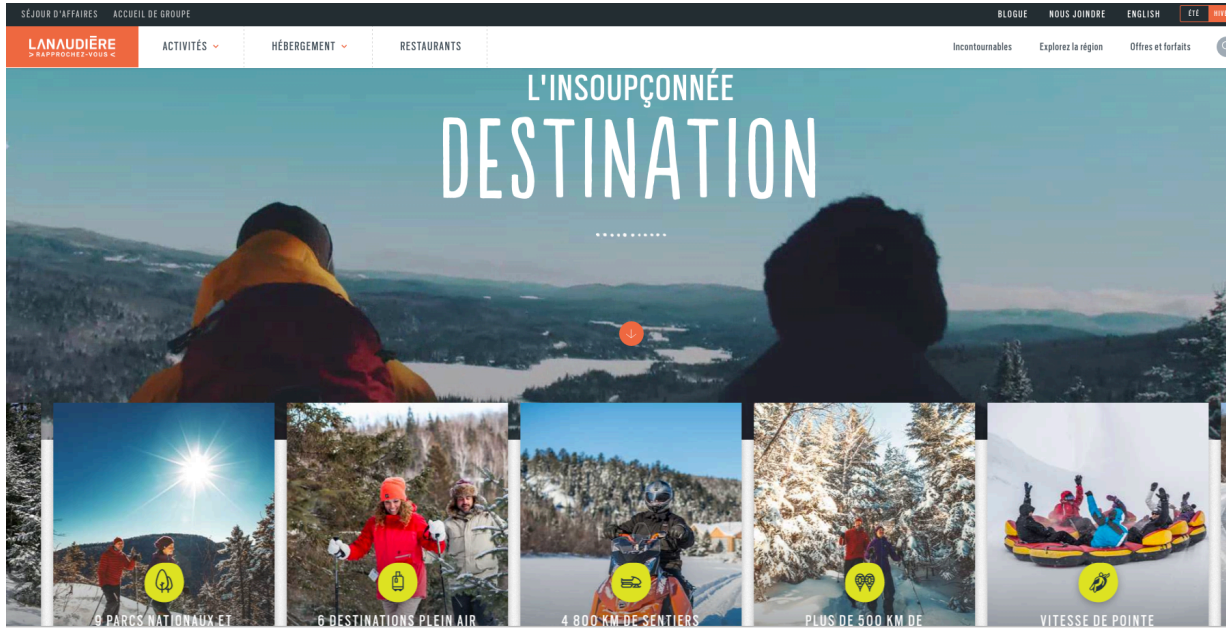 SÉJOUR D'AFFAIRES ACCUEIL DE GROUPE BLOGUE NOUS JOINDRE ENGLISH ÉTÉ
LANAUDIÈRE
>RAPPROCHEZ-VOUS<
ACTIVITÉS HÉBERGEMENT RESTAURANTS Incontournables Explorez la région Offres et forfaits
L'INSOUPÇONNÉE
DESTINATION
9 PARCS NATIONAUX ET
6 DESTINATIONS PLEIN AIR
4 800 KM DE SENTIERS
PLUS DE 500 KM DE
VITESSE DE POINTE